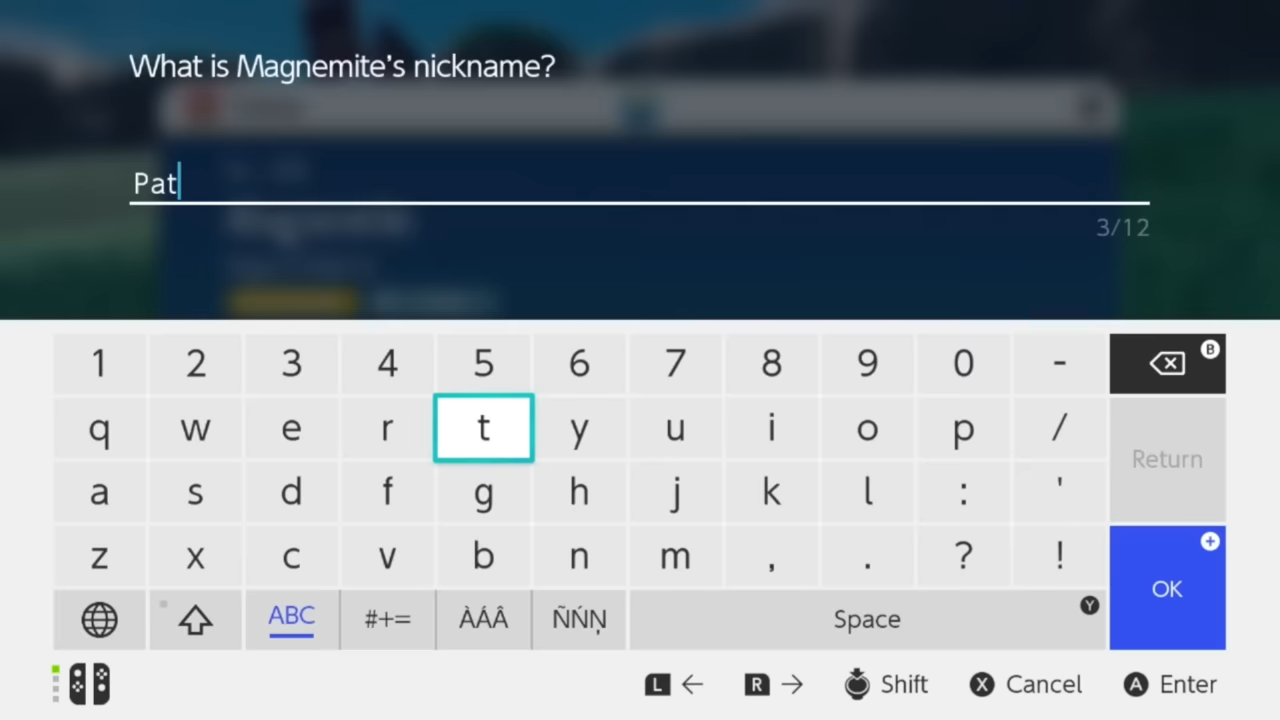 What is Magnemite's nickname?
Pat
3/12
1 2 3 4 5 6 7 8 9 0 - B
q w e r t y u i o p / Return
a s d f g h j k l : '
z x c v b n m , . ? ! + OK
ABC #+= ÀÁÂ ÑŃŅ Space Y
L ← R → Shift X Cancel A Enter